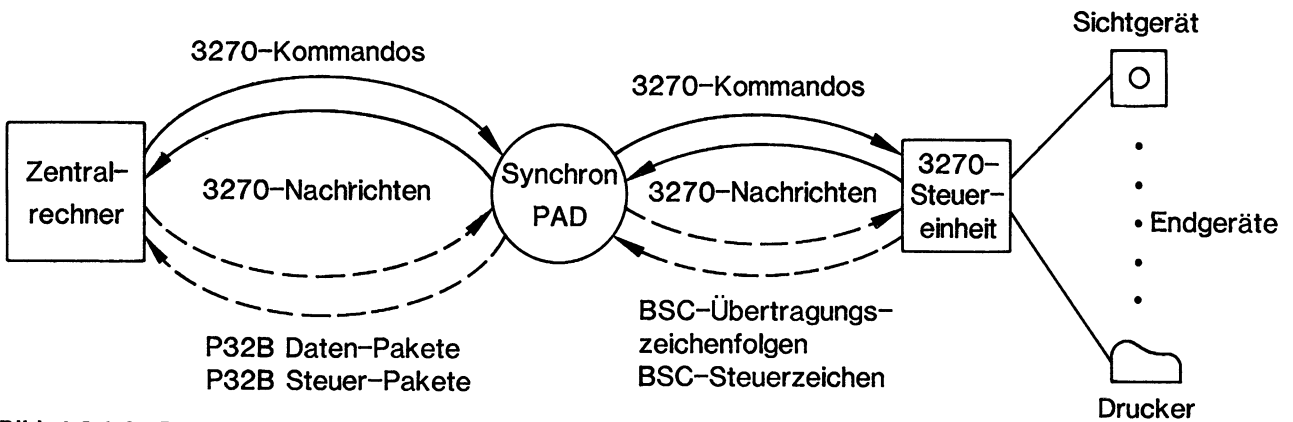 Sichtgerät
3270-Kommandos
3270-Kommandos
Zentral-
rechner
3270-Nachrichten
Synchron
PAD
3270-Nachrichten
3270-
Steuer-
einheit
Endgeräte
P32B Daten-Pakete
P32B Steuer-Pakete
BSC-Übertragungs-
zeichenfolgen
BSC-Steuerzeichen
Drucker